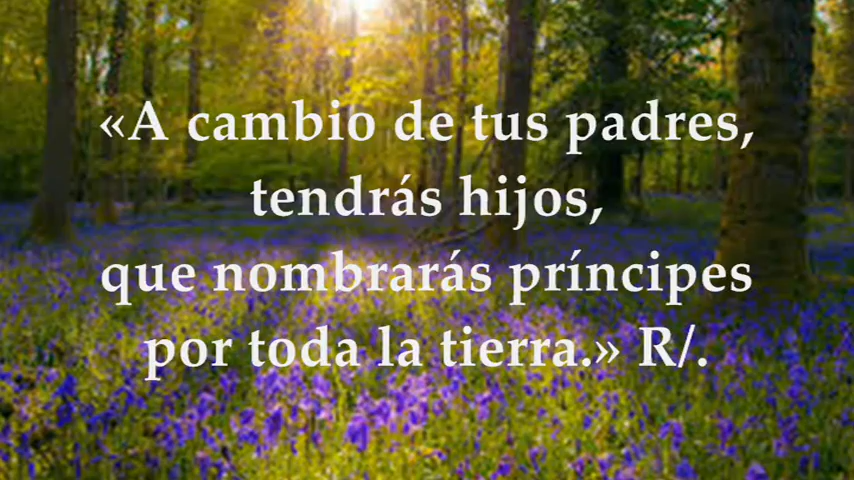 «A cambio de tus padres,
tendrás hijos,
que nombrarás príncipes
por toda la tierra.» R/.